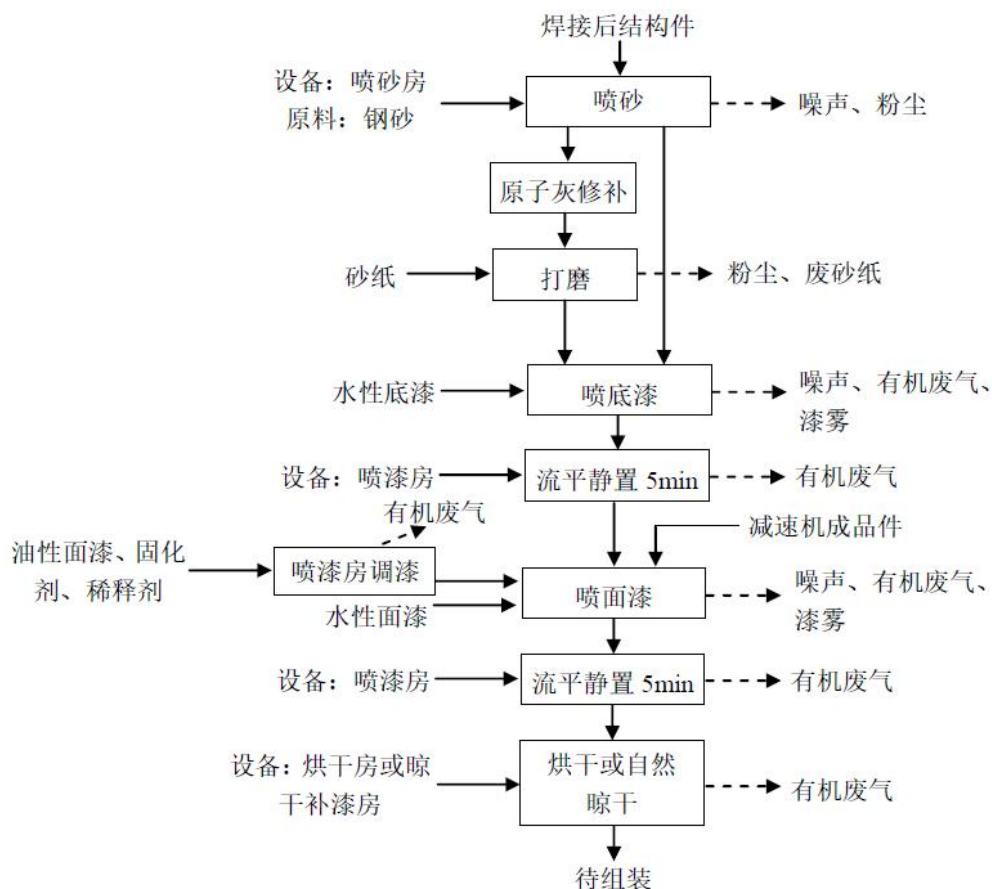 焊接后结构件
设备：喷砂房
原料：钢砂
喷砂
噪声、粉尘
原子灰修补
砂纸
打磨
粉尘、废砂纸
水性底漆
喷底漆
噪声、有机废气、
漆雾
设备：喷漆房
流平静置 5min
有机废气
有机废气
减速机成品件
油性面漆、固化
剂、稀释剂
喷漆房调漆
水性面漆
喷面漆
噪声、有机废气、
漆雾
设备：喷漆房
流平静置 5min
有机废气
设备：烘干房或晾
干补漆房
烘干或自然
晾干
有机废气
待组装